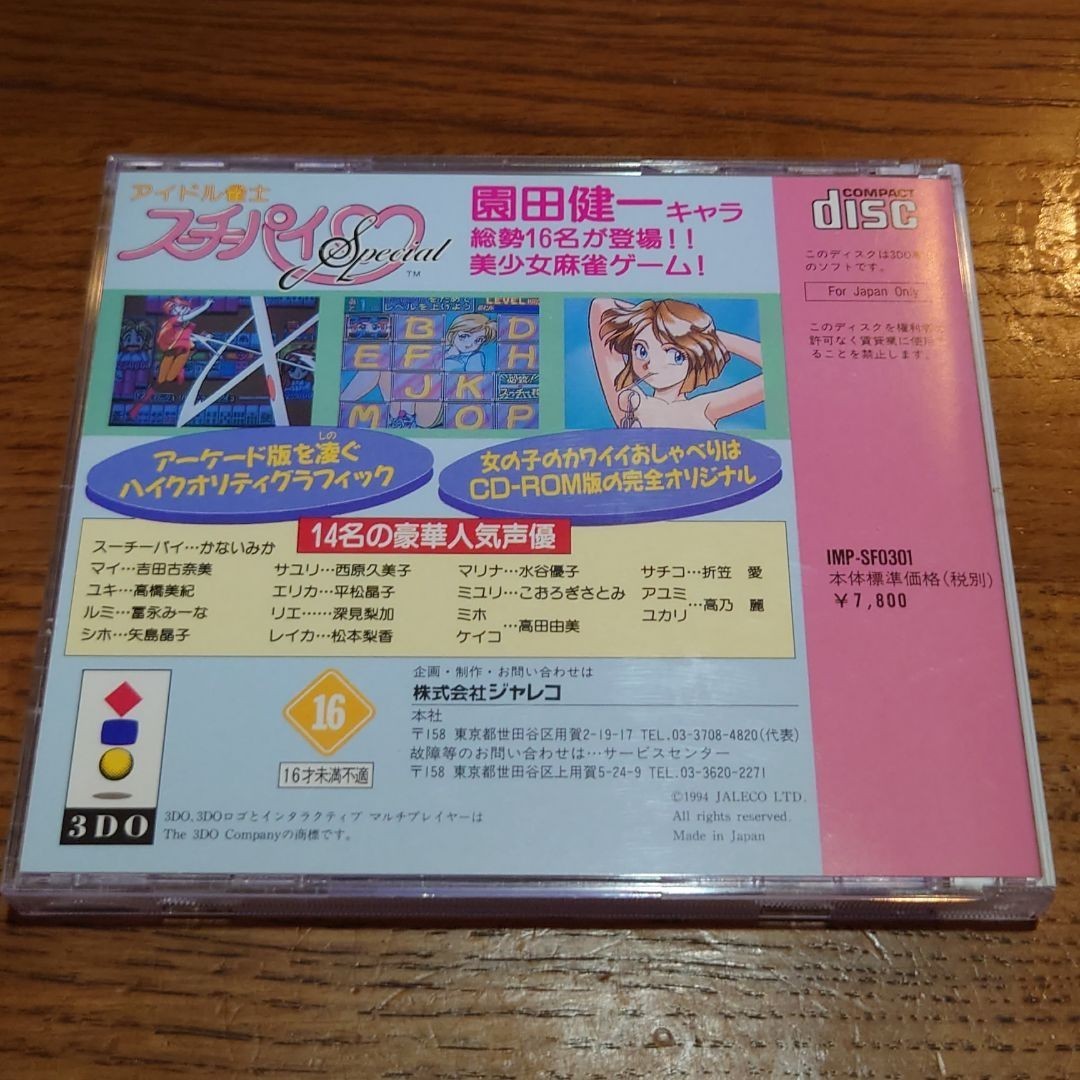 アイドル雀士
スーチーパイ
Special
™
園田健一キャラ
総勢16名が登場!!
美少女麻雀ゲーム!
COMPACT
disc
のソフトです。
For Japan Only
レベルを上げよう
LEVEL
B D
E F H
J K
M O P
しの
アーケード版を凌ぐ
ハイクオリティグラフィック
女の子のカワイイおしゃべりは
CD-ROM版の完全オリジナル
14名の豪華人気声優
スーチーパイ…かないみか
マイ…吉田古奈美
ユキ…高橋美紀
ルミ…冨永みーな
シホ…矢島晶子
サユリ…西原久美子
エリカ…平松晶子
リエ……深見梨加
レイカ…松本梨香
マリナ…水谷優子
ミユリ…こおろぎさとみ
ミホ
ケイコ …高田由美
サチコ…折笠 愛
アユミ
ユカリ …高乃 麗
IMP-SF0301
本体標準価格(税別)
￥7,800
3DO
16
16才未満不適
企画・制作・お問い合わせは
株式会社ジャレコ
本社
〒158 東京都世田谷区用賀2-19-17 TEL.03-3708-4820(代表)
故障等のお問い合わせは…サービスセンター
〒158 東京都世田谷区上用賀5-24-9 TEL.03-3620-2271
©1994 JALECO LTD.
All rights reserved.
Made in Japan
3DO、3DOロゴとインタラクティブ マルチプレイヤーは
The 3DO Companyの商標です。
このディスクを権利者の
許可なく賃貸業に使用す
ることを禁止します。